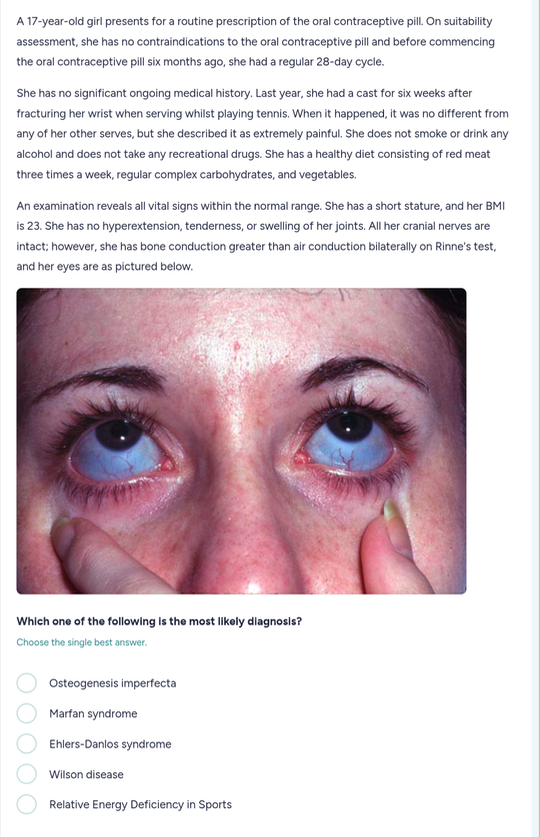 A 17-year-old girl presents for a routine prescription of the oral contraceptive pill. On suitability
assessment, she has no contraindications to the oral contraceptive pill and before commencing
the oral contraceptive pill six months ago, she had a regular 28-day cycle.
She has no significant ongoing medical history. Last year, she had a cast for six weeks after
fracturing her wrist when serving whilst playing tennis. When it happened, it was no different from
any of her other serves, but she described it as extremely painful. She does not smoke or drink any
alcohol and does not take any recreational drugs. She has a healthy diet consisting of red meat
three times a week, regular complex carbohydrates, and vegetables.
An examination reveals all vital signs within the normal range. She has a short stature, and her BMI
is 23. She has no hyperextension, tenderness, or swelling of her joints. All her cranial nerves are
intact; however, she has bone conduction greater than air conduction bilaterally on Rinne's test,
and her eyes are as pictured below.
Which one of the following is the most likely diagnosis?
Choose the single best answer.
Osteogenesis imperfecta
Marfan syndrome
Ehlers-Danlos syndrome
Wilson disease
Relative Energy Deficiency in Sports